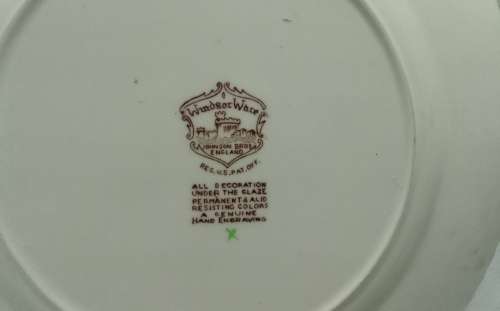 Windsor Ware
JOHNSON BROS
ENGLAND
REG. U.S. PAT. OFF.
ALL DECORATION
UNDER THE GLAZE
PERMANENT & ACID
RESISTING COLORS
A GENUINE
HAND ENGRAVING
X